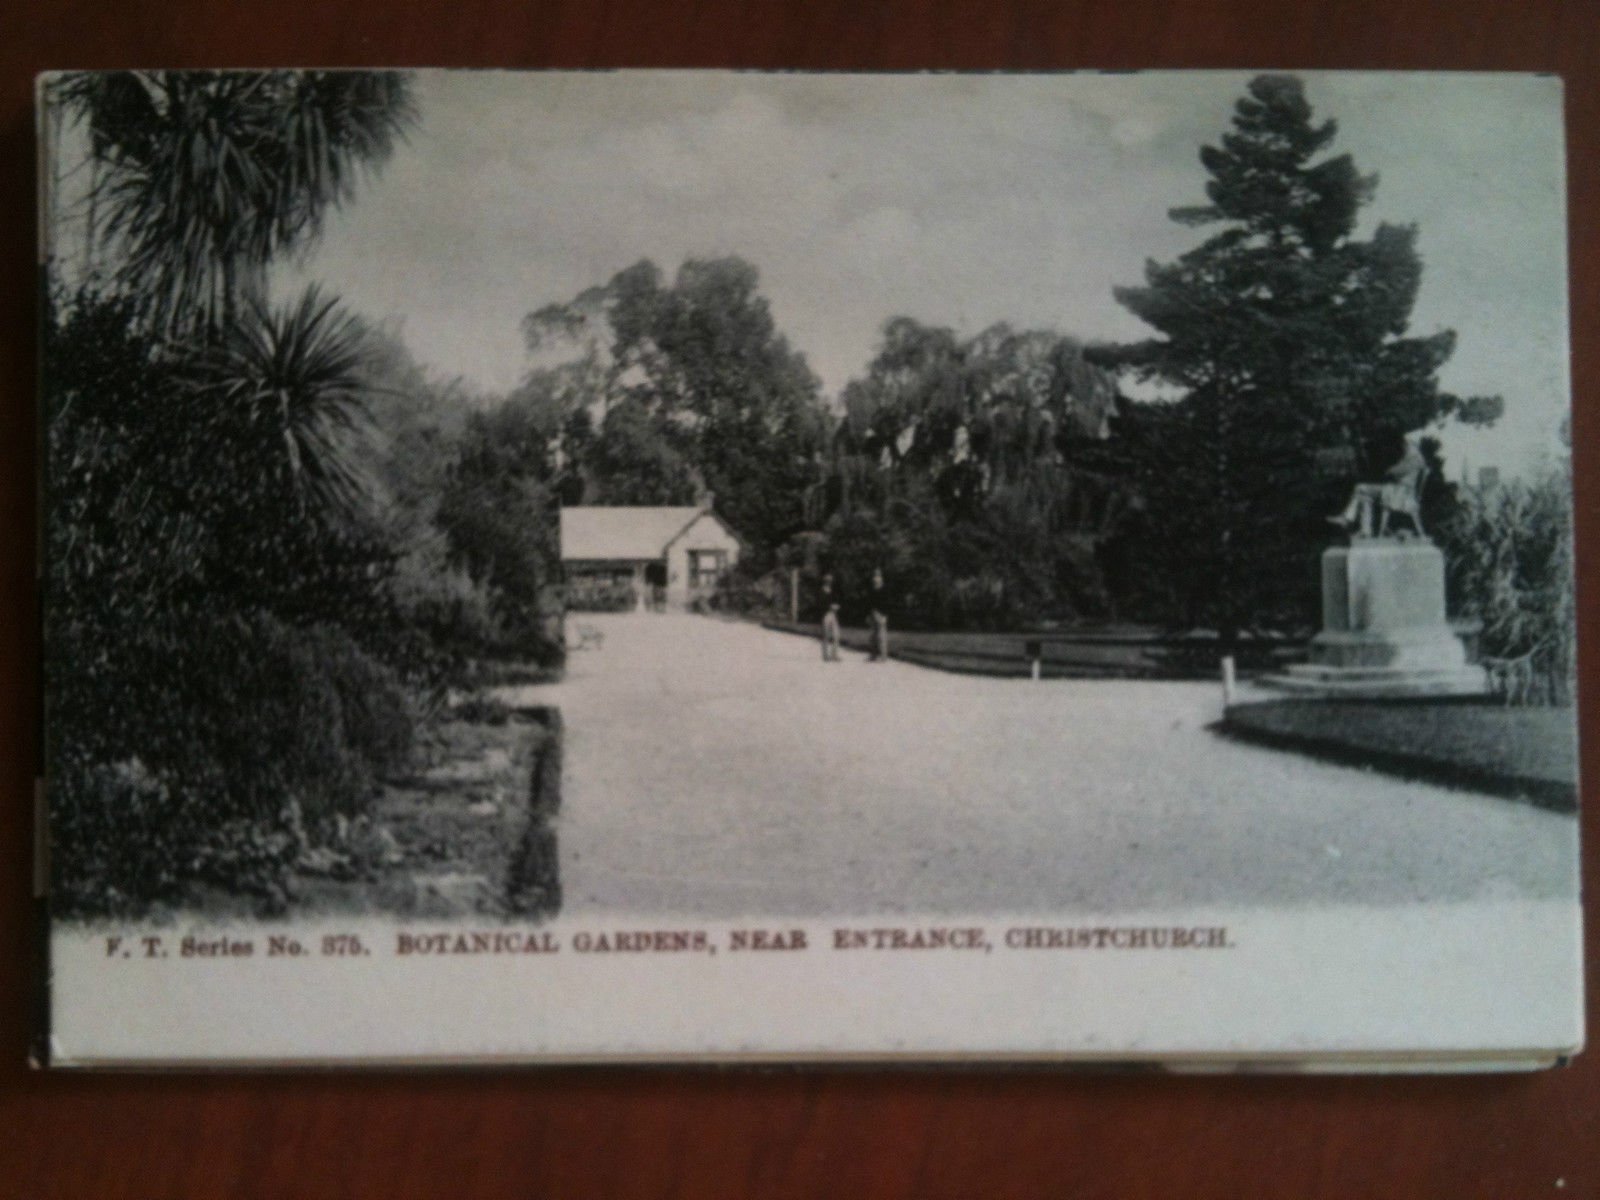 F. T. Series No. 375. BOTANICAL GARDENS, NEAR ENTRANCE, CHRISTCHURCH.